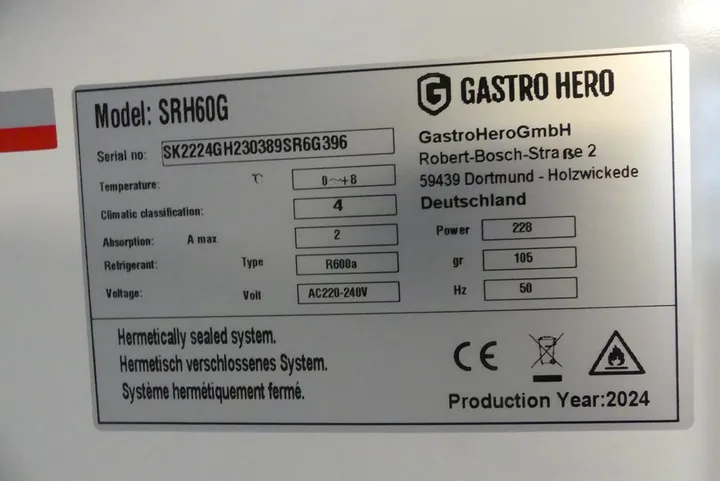 Model: SRH60G
Serial no: SK2224GH230389SR6G396
Temperature: °C 0~+8
Climatic classification: 4
Absorption: A max 2
Refrigerant: Type R600a
Voltage: Volt AC220-240V
GASTRO HERO
GastroHeroGmbH
Robert-Bosch-Straße 2
59439 Dortmund - Holzwickede
Deutschland
Power 228
gr 105
Hz 50
Hermetically sealed system.
Hermetisch verschlossenes System.
Système hermétiquement fermé.
CE
Production Year:2024